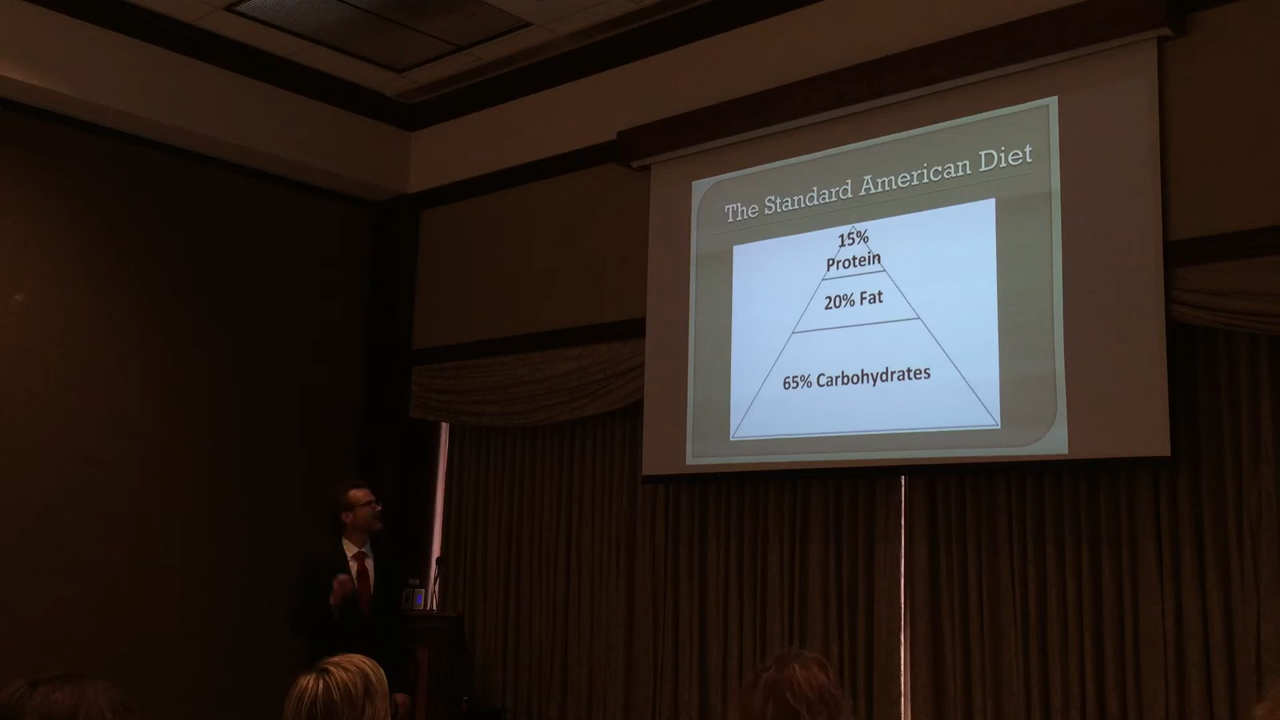 The Standard American Diet
15%
Protein
20% Fat
65% Carbohydrates